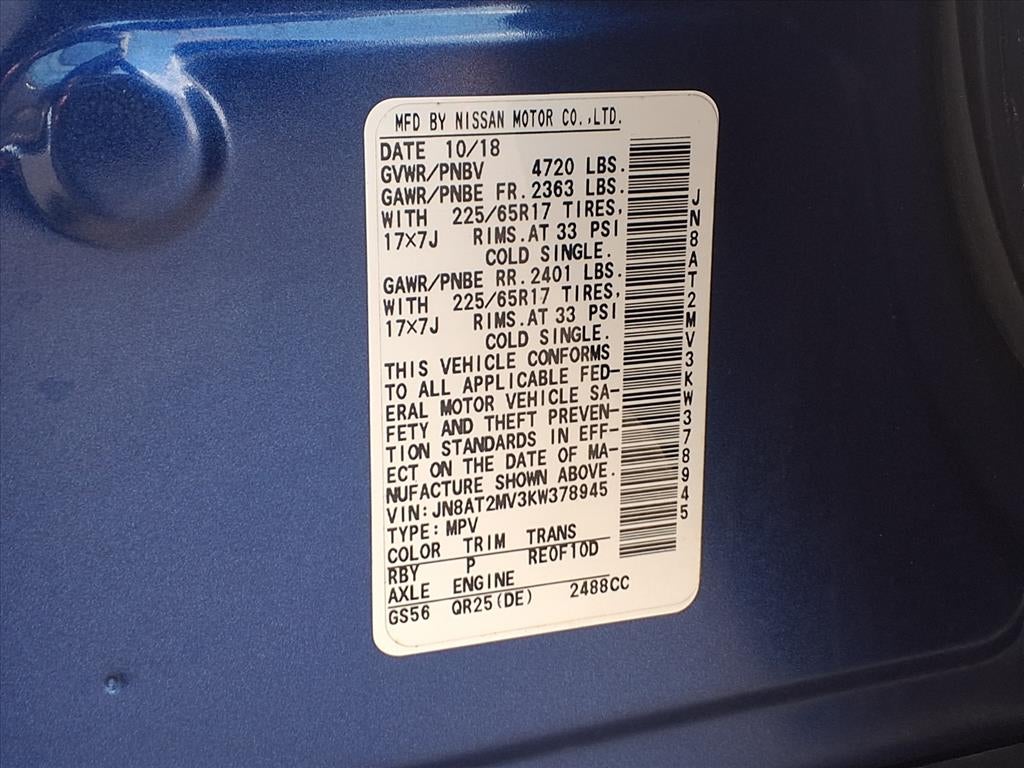 MFD BY NISSAN MOTOR CO.,LTD.
DATE 10/18
GVWR/PNBV 4720 LBS.
GAWR/PNBE FR. 2363 LBS.
WITH 225/65R17 TIRES,
17×7J RIMS.AT 33 PSI
COLD SINGLE.
GAWR/PNBE RR. 2401 LBS.
WITH 225/65R17 TIRES,
17×7J RIMS.AT 33 PSI
COLD SINGLE.
THIS VEHICLE CONFORMS
TO ALL APPLICABLE FED-
ERAL MOTOR VEHICLE SA-
FETY AND THEFT PREVEN-
TION STANDARDS IN EFF-
ECT ON THE DATE OF MA-
NUFACTURE SHOWN ABOVE.
VIN:JN8AT2MV3KW378945
TYPE:MPV
COLOR TRIM TRANS
RBY P RE0F10D
AXLE ENGINE
GS56 QR25(DE) 2488CC
JN8AT2MV3KW378945